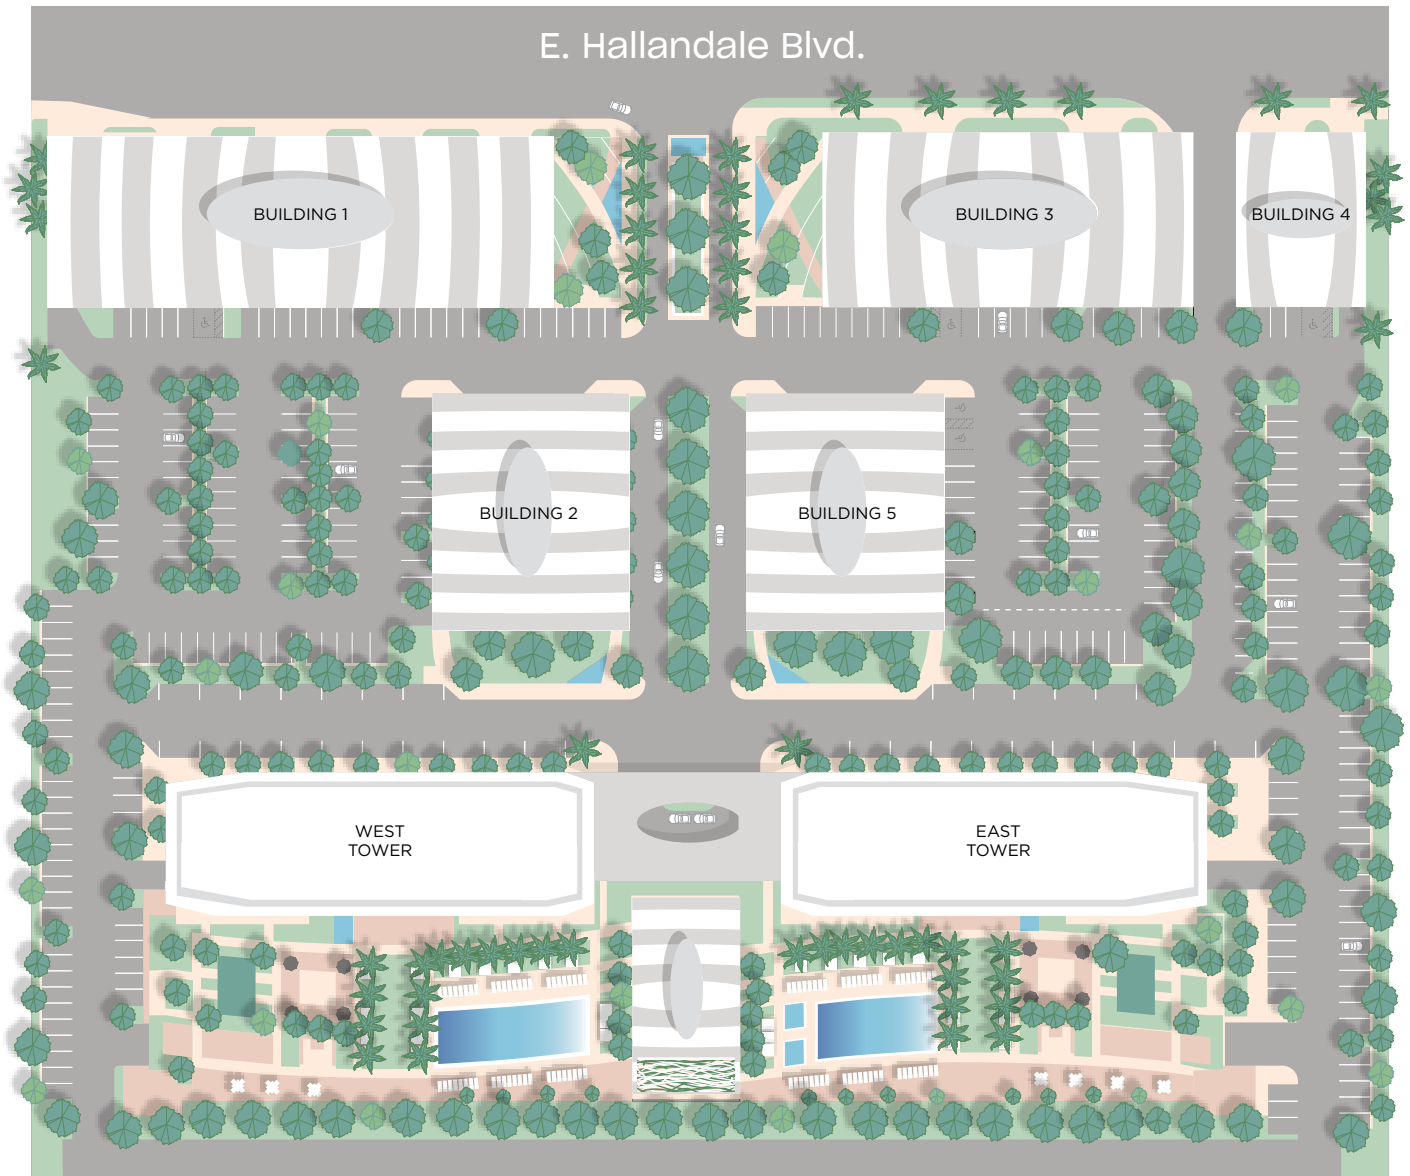 E. Hallandale Blvd.
BUILDING 1
BUILDING 3
BUILDING 4
BUILDING 2
BUILDING 5
WEST
TOWER
EAST
TOWER